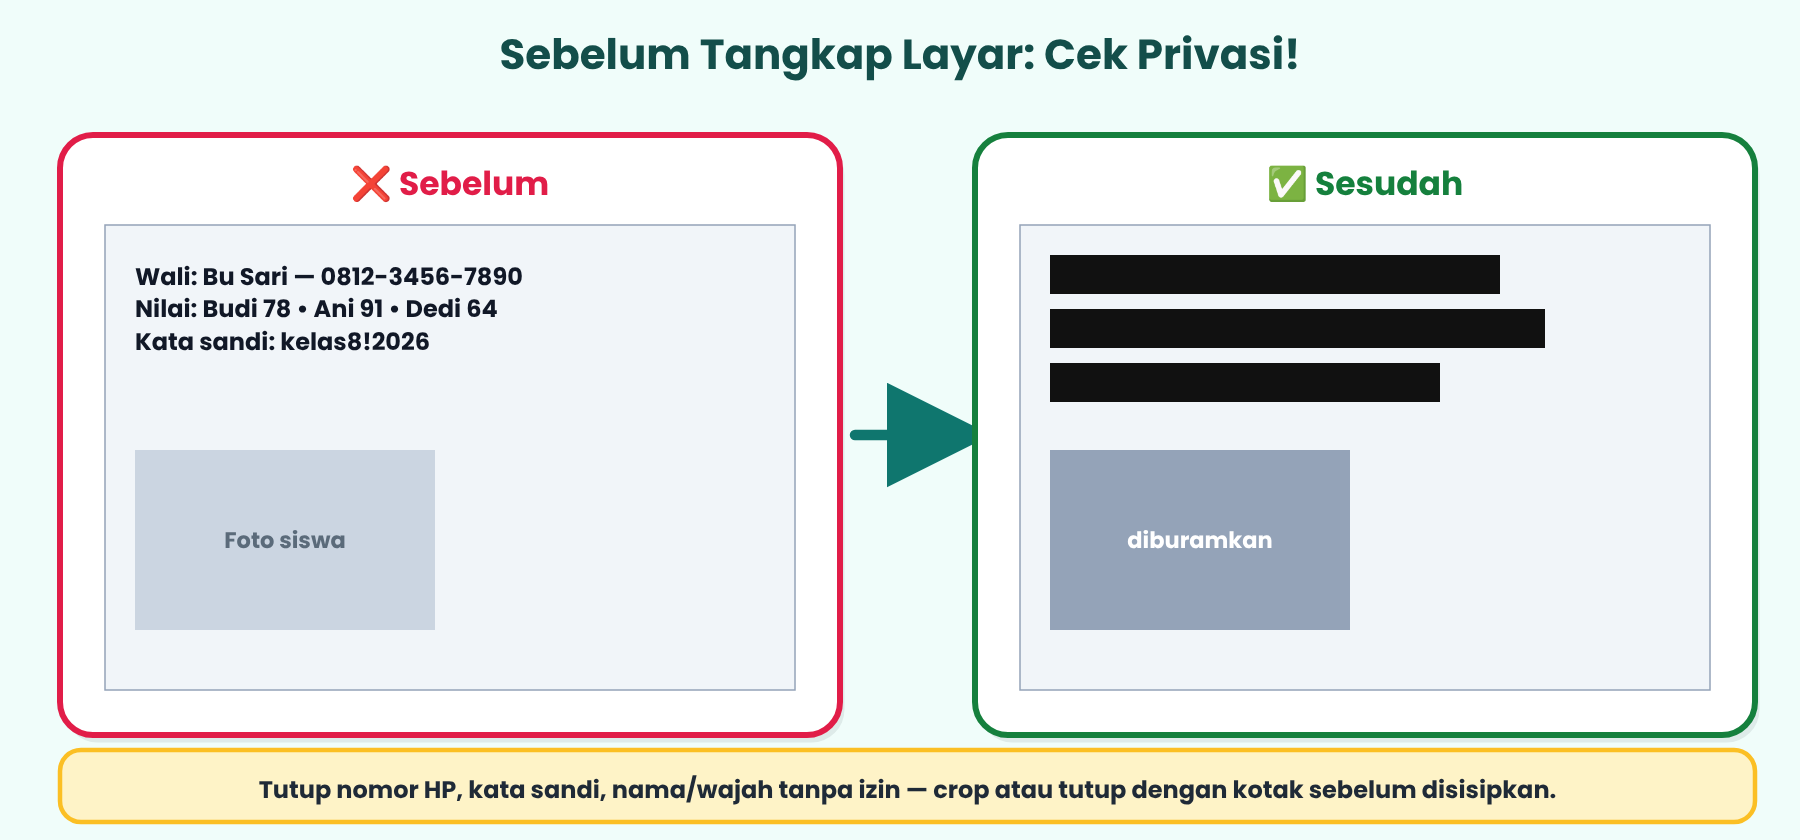 Sebelum Tangkap Layar: Cek Privasi!
❌ Sebelum
Wali: Bu Sari — 0812-3456-7890
Nilai: Budi 78 • Ani 91 • Dedi 64
Kata sandi: kelas8!2026
Foto siswa
✅ Sesudah
diburamkan
Tutup nomor HP, kata sandi, nama/wajah tanpa izin — crop atau tutup dengan kotak sebelum disisipkan.